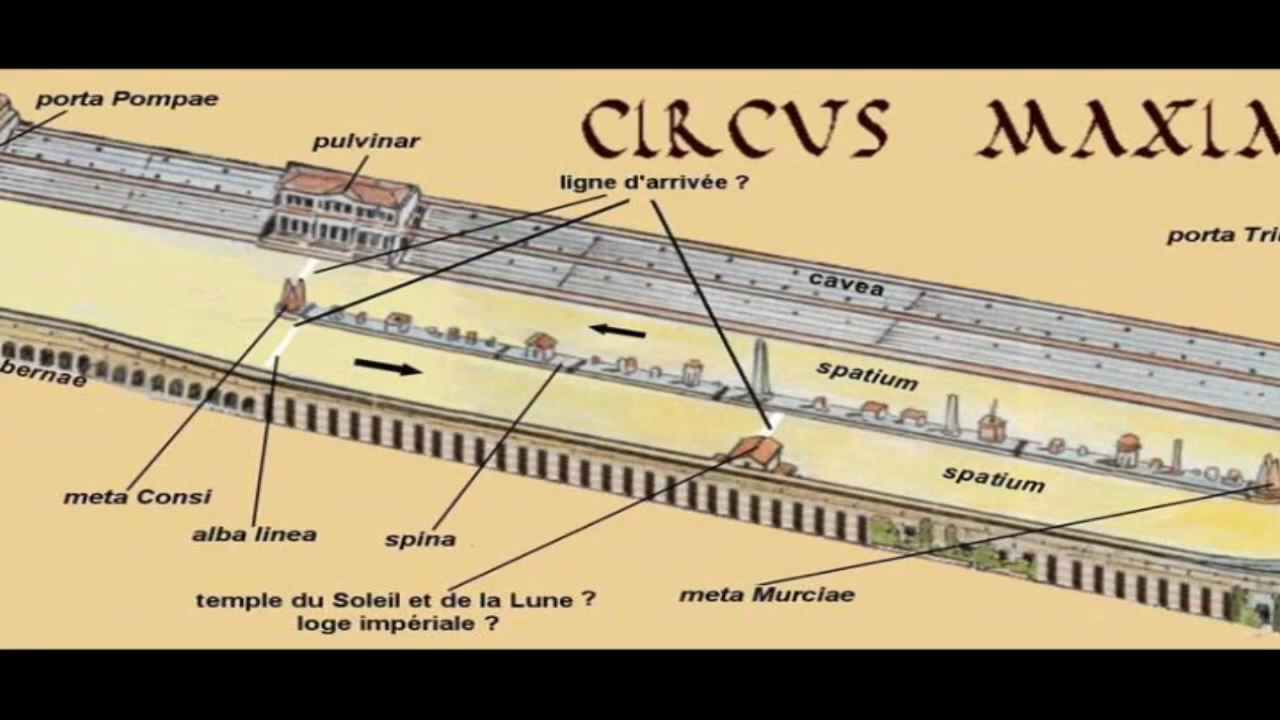 CIRCVS MAXIM
porta Pompae
pulvinar
ligne d'arrivée ?
porta Tri
cavea
spatium
bernae
spatium
meta Consi
alba linea
spina
temple du Soleil et de la Lune ?
loge impériale ?
meta Murciae